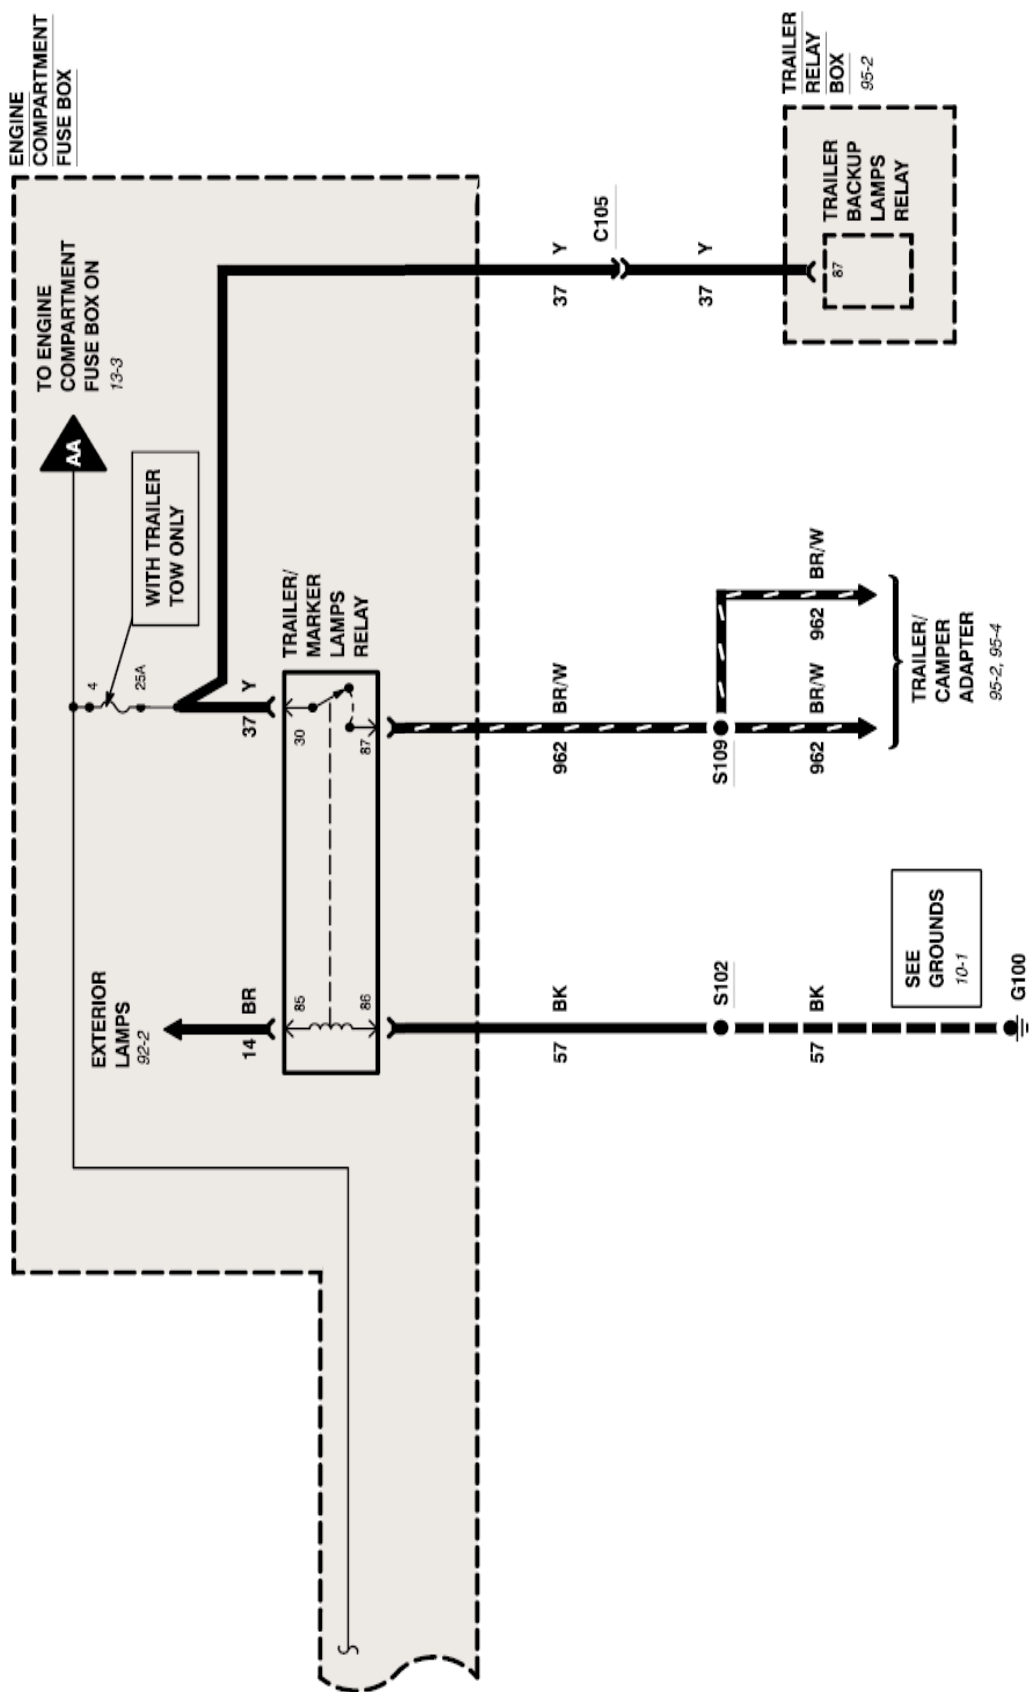 ENGINE
COMPARTMENT
FUSE BOX
TO ENGINE
COMPARTMENT
FUSE BOX ON
13-3
AA
4
25A
WITH TRAILER
TOW ONLY
EXTERIOR
LAMPS
92-2
14
BR
37
Y
TRAILER/
MARKER
LAMPS
RELAY
85
86
30
87
57
BK
S102
57
BK
SEE
GROUNDS
10-1
G100
962
BR/W
S109
962
BR/W
962
BR/W
TRAILER/
CAMPER
ADAPTER
95-2, 95-4
37
Y
C105
37
Y
TRAILER
RELAY
BOX
95-2
TRAILER
BACKUP
LAMPS
RELAY
87